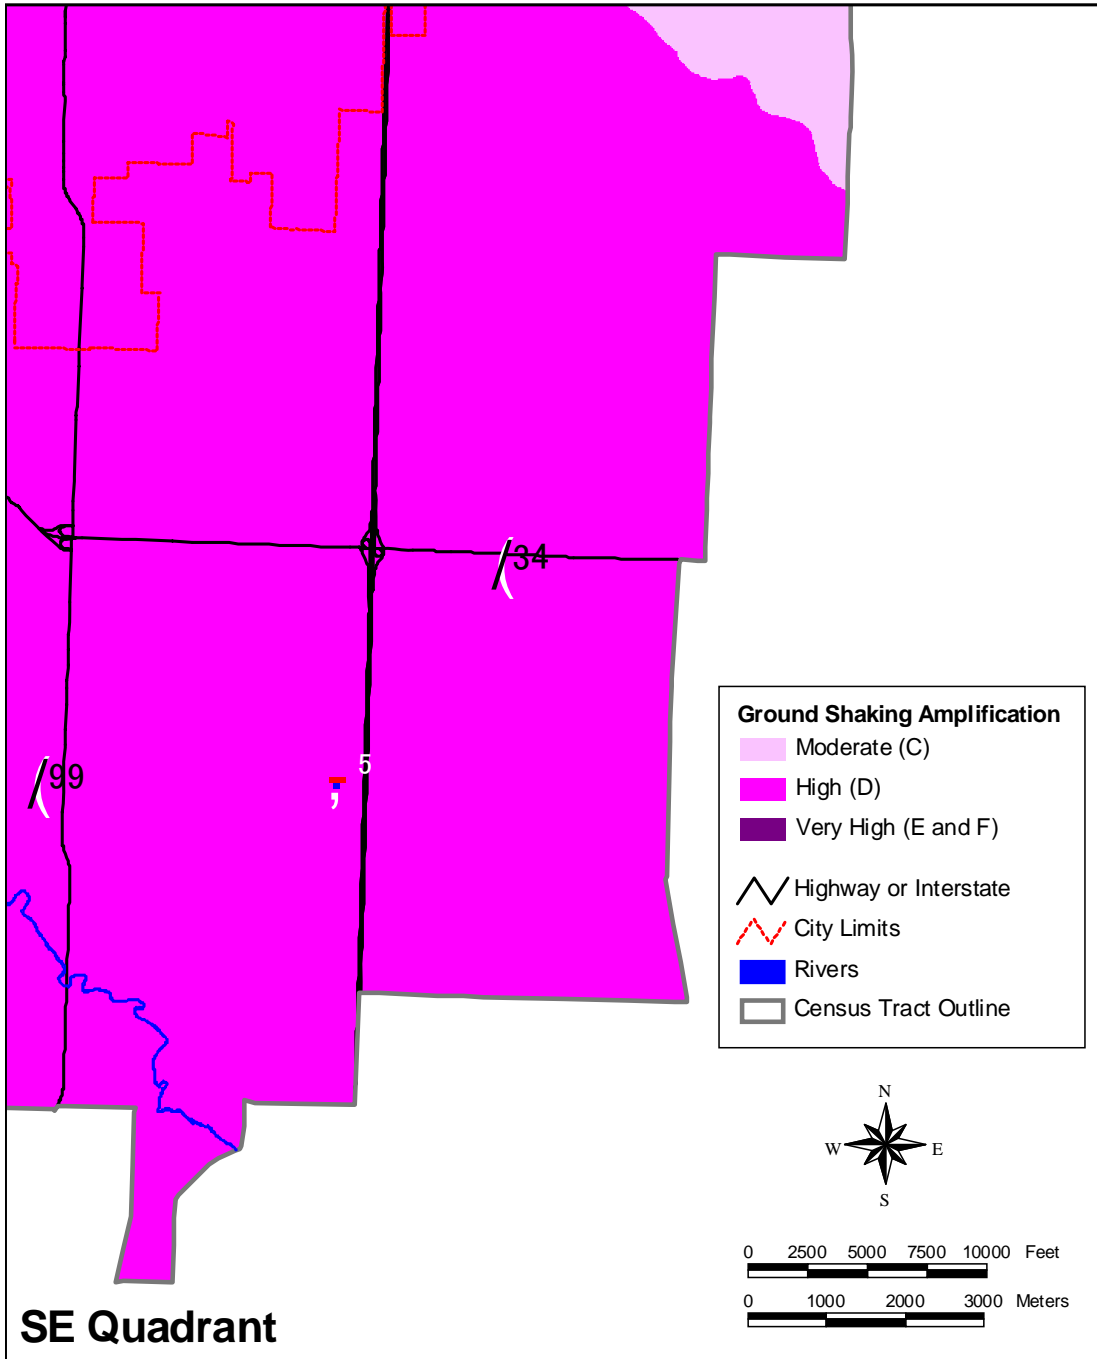 34
99
5
Ground Shaking Amplification
Moderate (C)
High (D)
Very High (E and F)
Highway or Interstate
City Limits
Rivers
Census Tract Outline
N
W E
S
0 2500 5000 7500 10000 Feet
0 1000 2000 3000 Meters
SE Quadrant